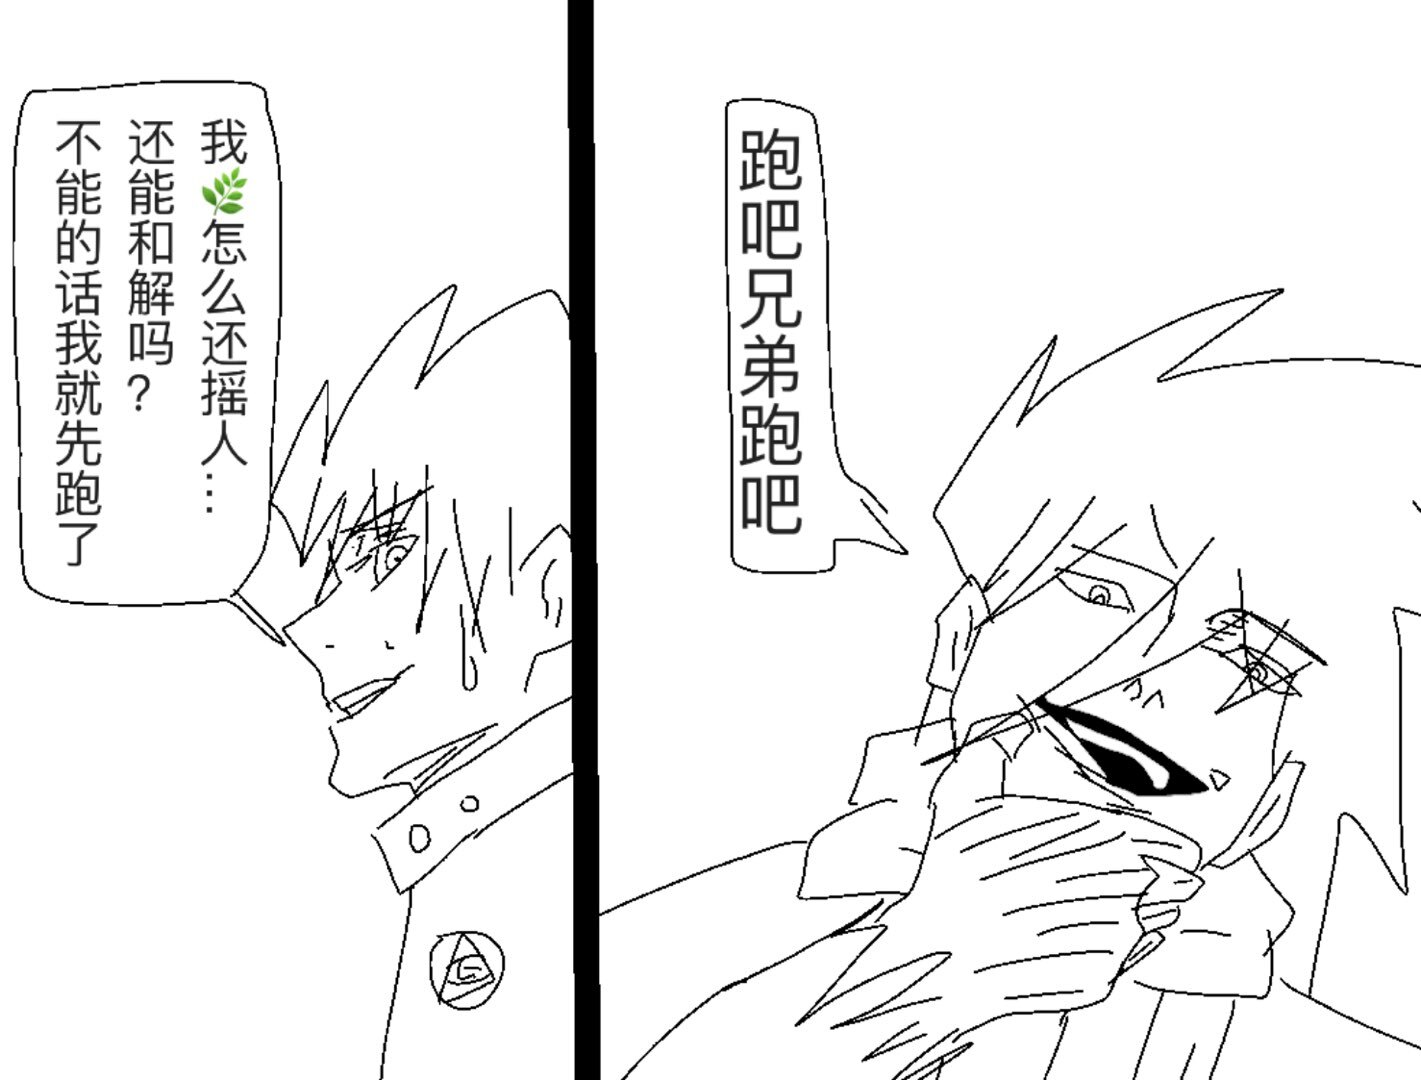 我🌿怎么还摇人…
还能和解吗？
不能的话我就先跑了
跑吧兄弟跑吧